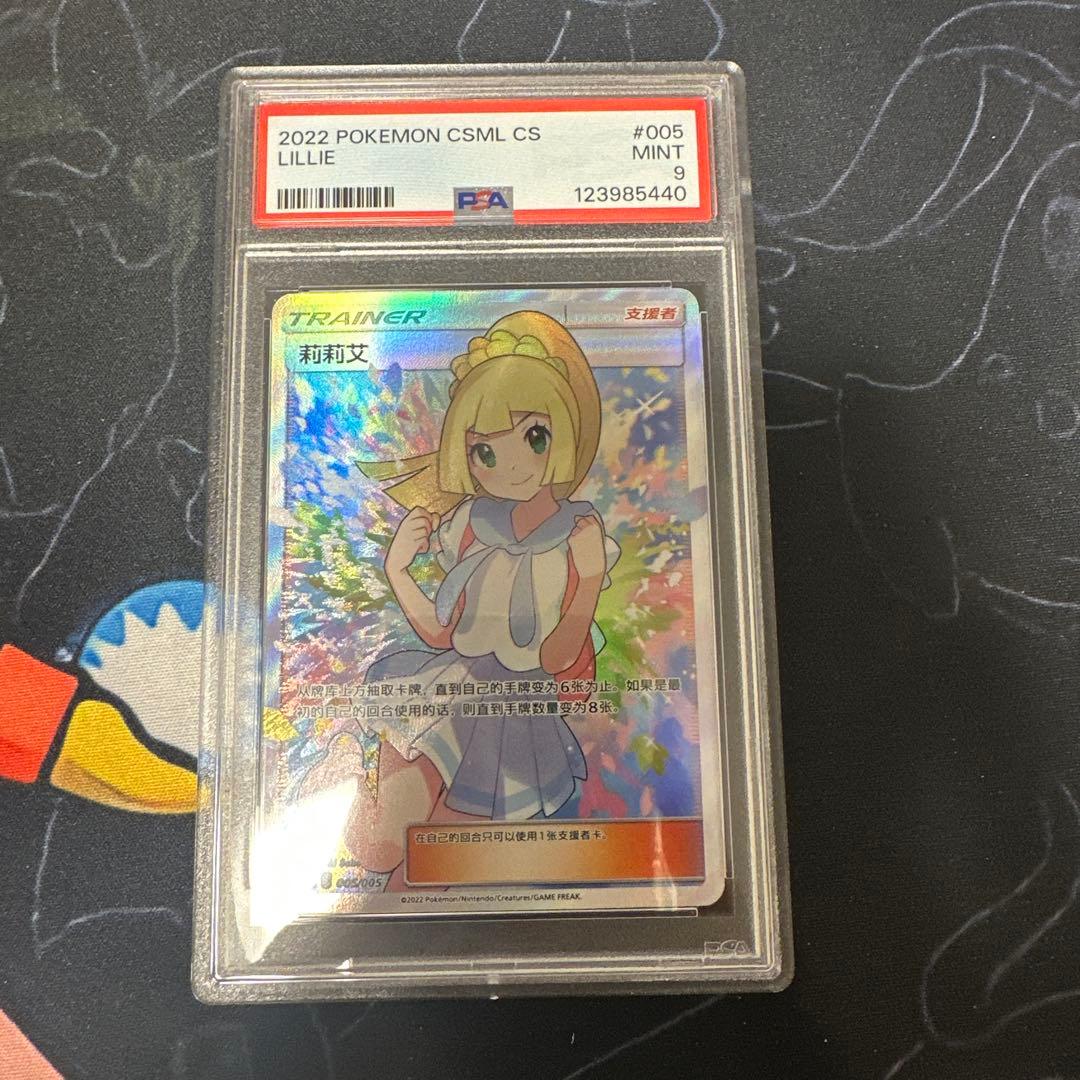 2022 POKEMON CSML CS #005
LILLIE MINT
9
PSA 123985440
TRAINER 支援者
莉莉艾
从牌库上方抽取卡牌，直到自己的手牌变为6张为止。如果是最
初的自己的回合使用的话，则直到手牌数量变为8张。
在自己的回合只可以使用1张支援者卡。
005/005
©2022 Pokémon/Nintendo/Creatures/GAME FREAK.
PSA